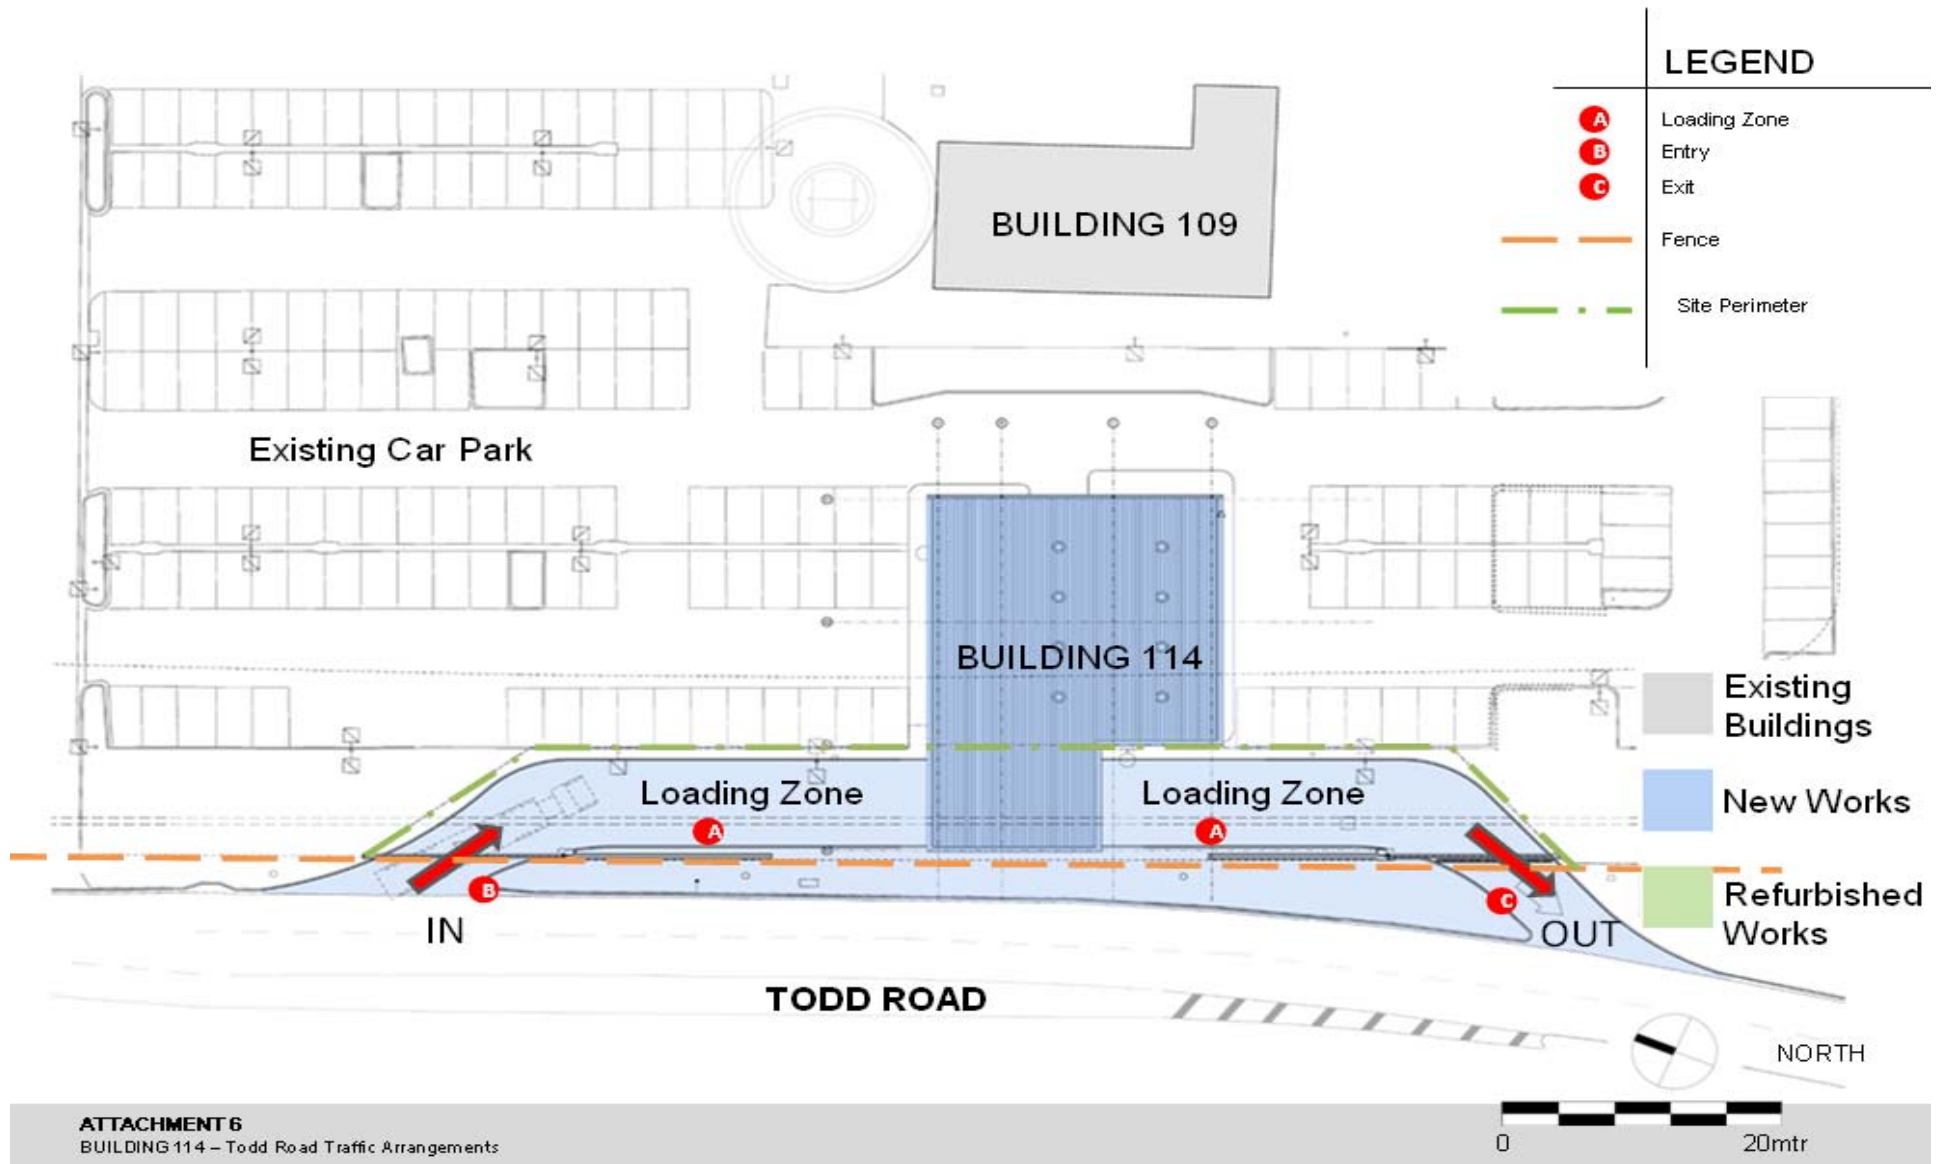 LEGEND
A Loading Zone
B Entry
C Exit
Fence
Site Perimeter
BUILDING 109
Existing Car Park
BUILDING 114
Existing
Buildings
New Works
Refurbished
Works
Loading Zone
Loading Zone
A
A
B
C
IN
OUT
TODD ROAD
NORTH
ATTACHMENT 6
BUILDING 114 – Todd Road Traffic Arrangements
0 20mtr